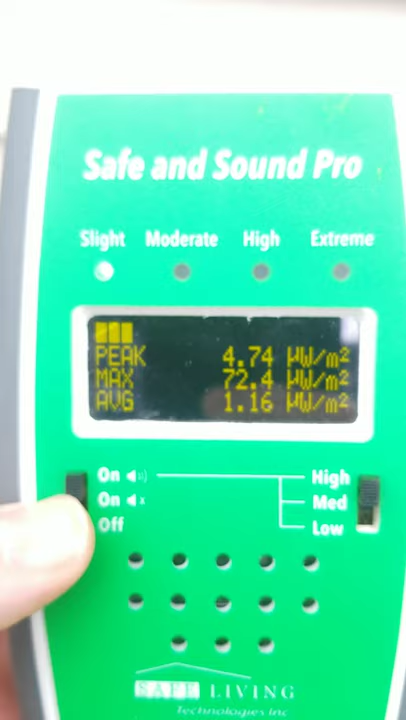 Safe and Sound Pro
Slight Moderate High Extreme
PEAK 4.74 µW/m²
MAX 72.4 µW/m²
AVG 1.16 µW/m²
On High
On Med
Off Low
SAFE LIVING
Technologies Inc